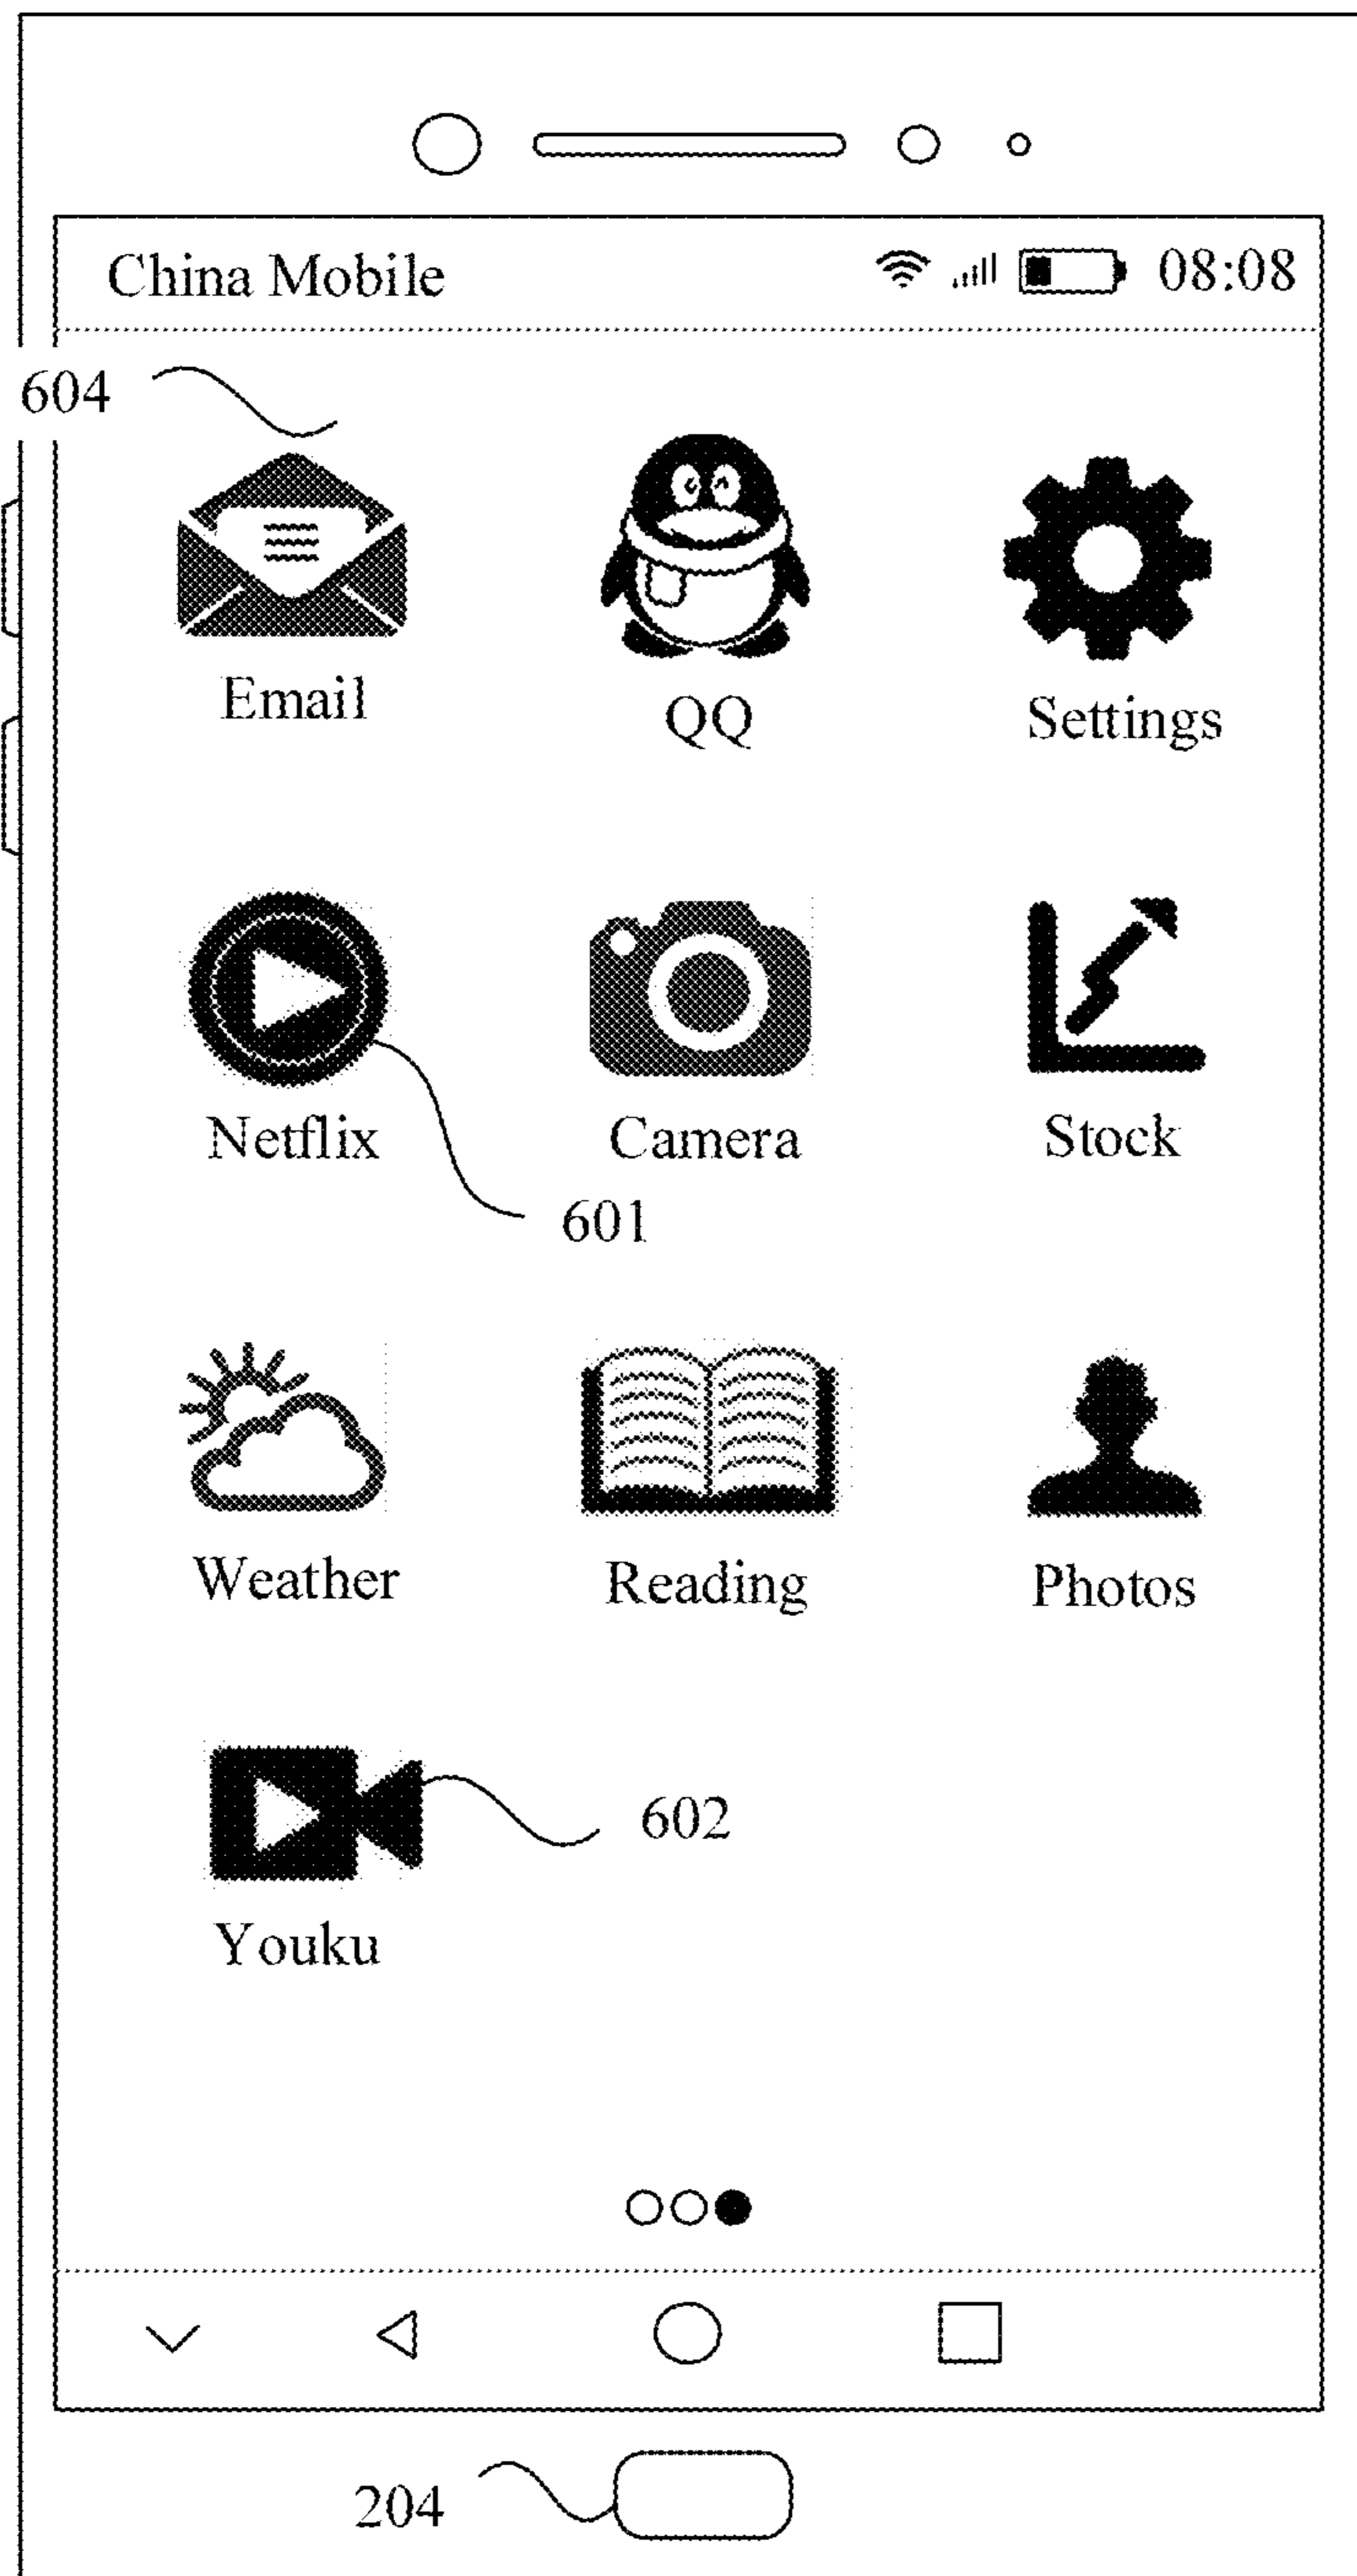 China Mobile 08:08
604
Email QQ Settings
Netflix Camera Stock
601
Weather Reading Photos
602
Youku
204